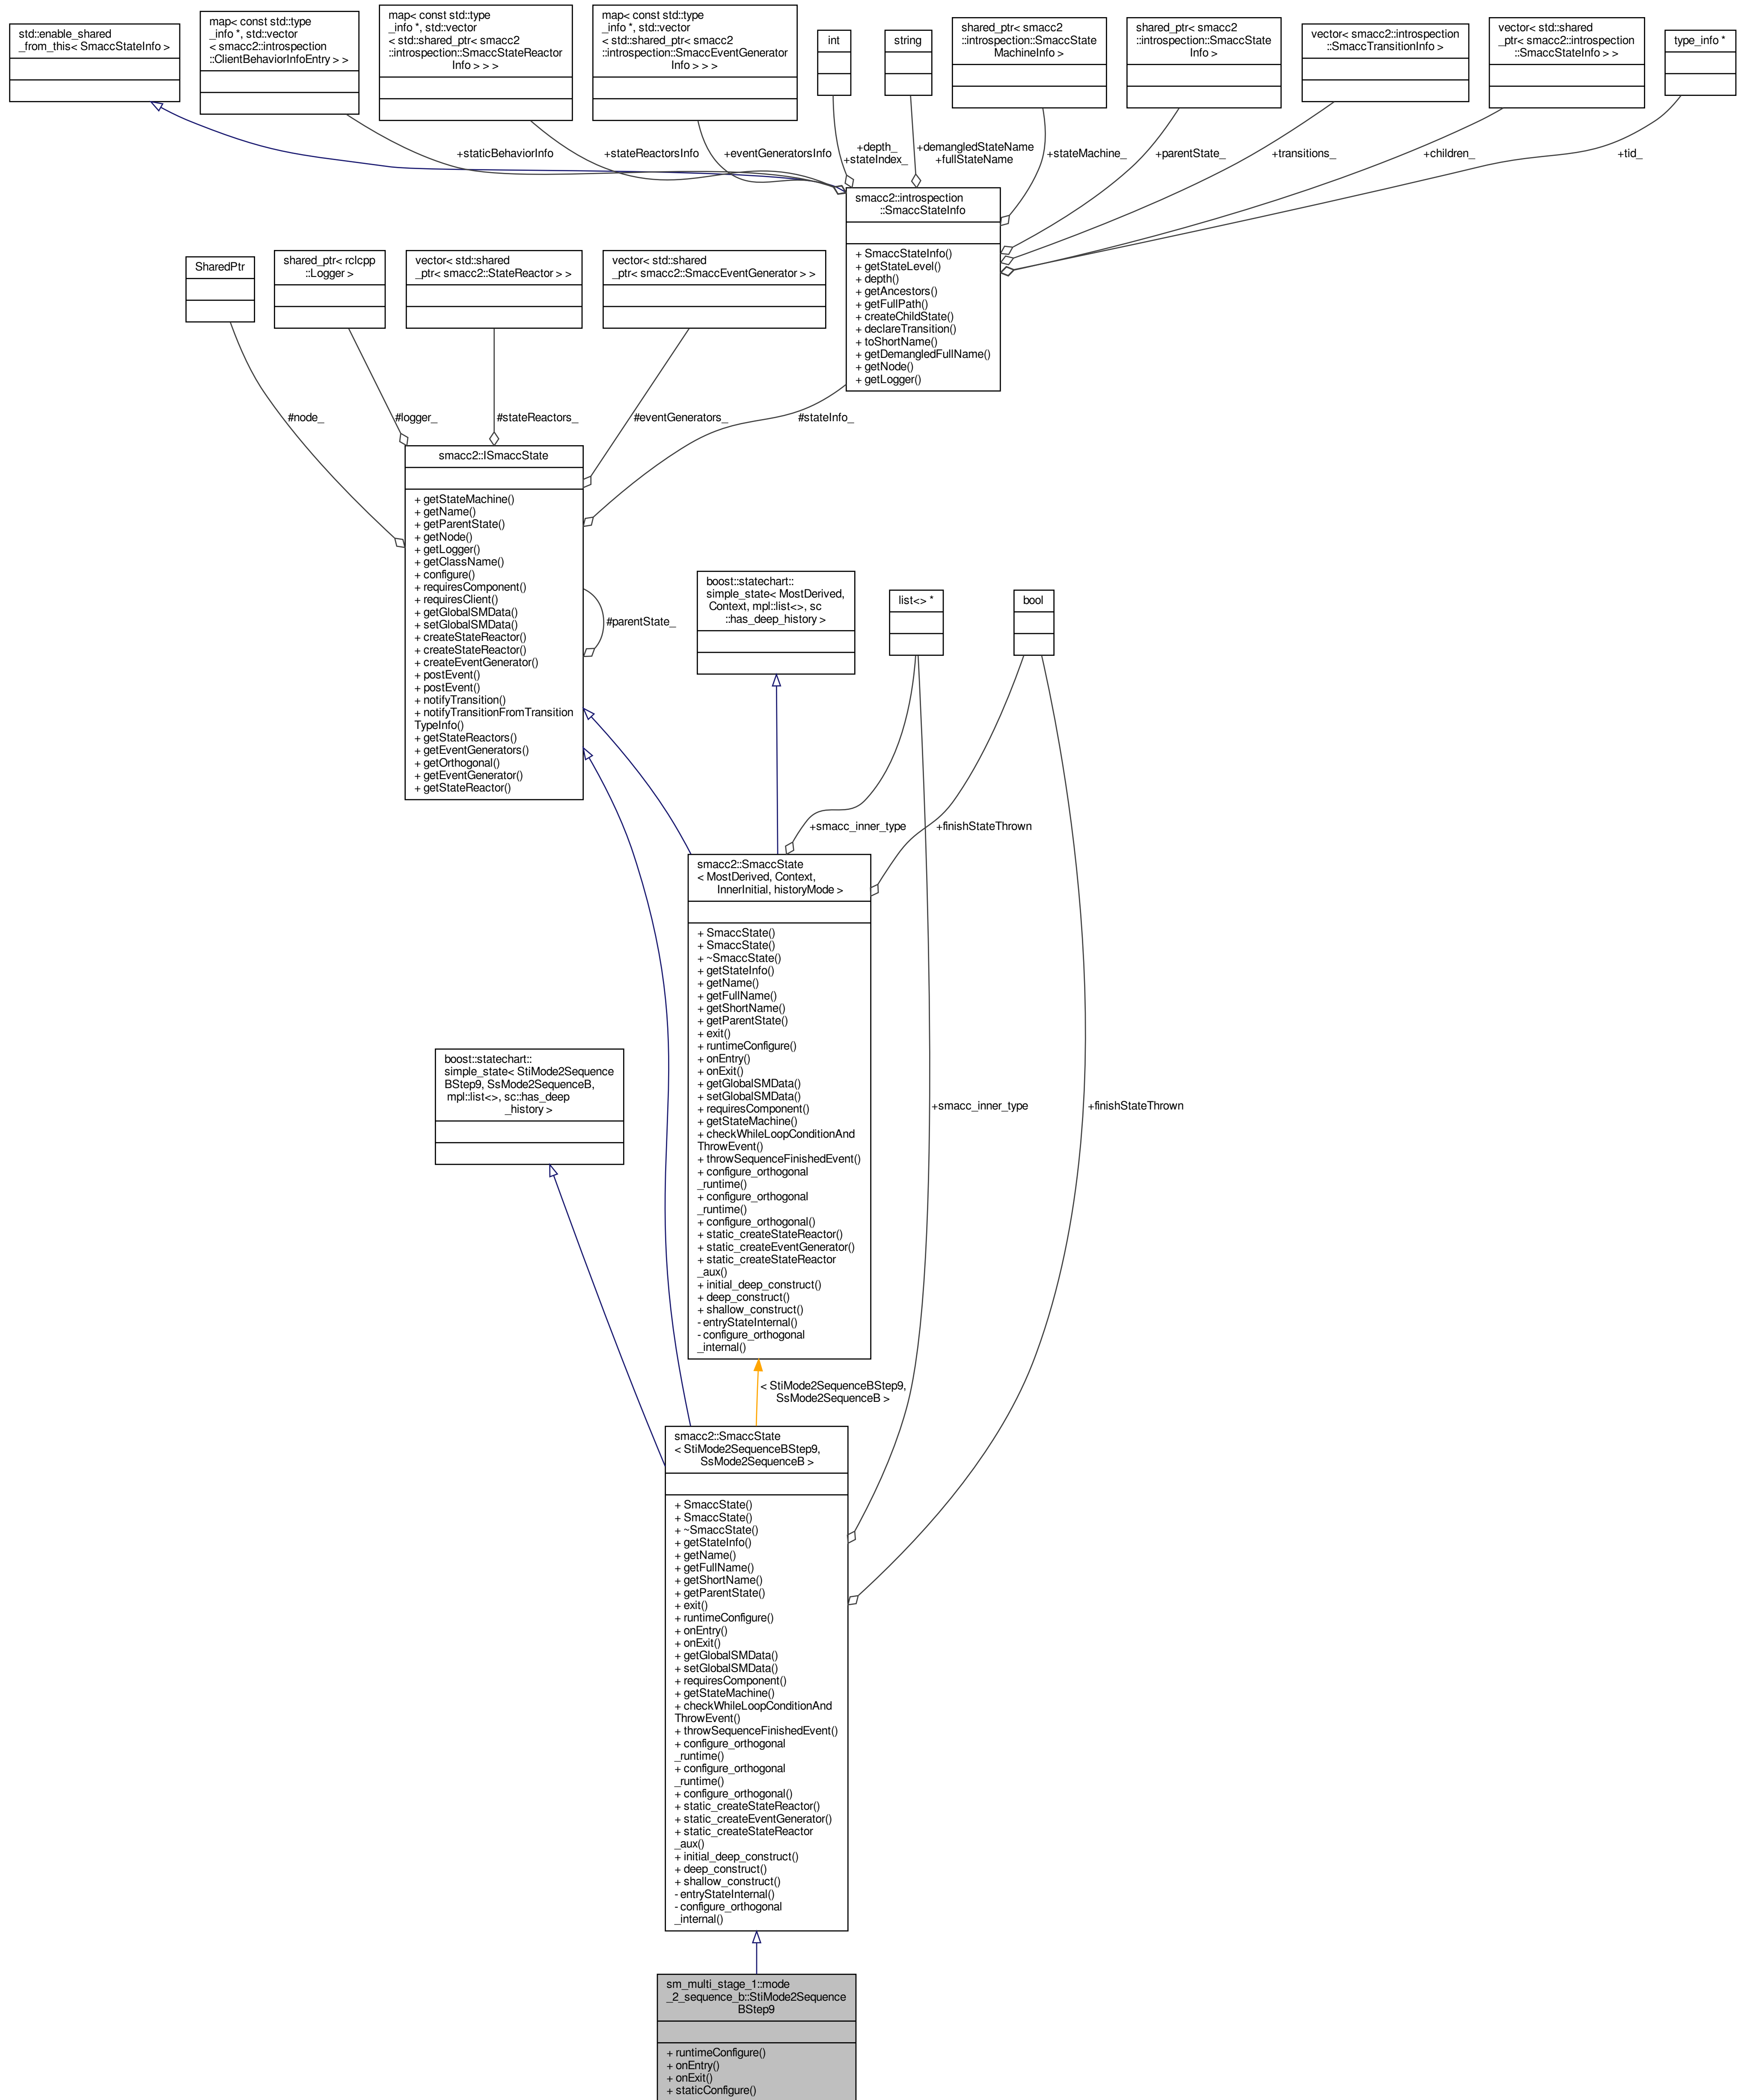 std::enable_shared
_from_this< SmaccStateInfo >
map< const std::type
_info *, std::vector
< smacc2::introspection
::ClientBehaviorInfoEntry > >
map< const std::type
_info *, std::vector
< std::shared_ptr< smacc2
::introspection::SmaccStateReactor
Info > > >
map< const std::type
_info *, std::vector
< std::shared_ptr< smacc2
::introspection::SmaccEventGenerator
Info > > >
int
string
shared_ptr< smacc2
::introspection::SmaccState
MachineInfo >
shared_ptr< smacc2
::introspection::SmaccState
Info >
vector< smacc2::introspection
::SmaccTransitionInfo >
vector< std::shared
_ptr< smacc2::introspection
::SmaccStateInfo > >
type_info *
+staticBehaviorInfo
+stateReactorsInfo
+eventGeneratorsInfo
+depth_
+stateIndex_
+demangledStateName
+fullStateName
+stateMachine_
+parentState_
+transitions_
+children_
+tid_
smacc2::introspection
::SmaccStateInfo
+ SmaccStateInfo()
+ getStateLevel()
+ depth()
+ getAncestors()
+ getFullPath()
+ createChildState()
+ declareTransition()
+ toShortName()
+ getDemangledFullName()
+ getNode()
+ getLogger()
SharedPtr
shared_ptr< rclcpp
::Logger >
vector< std::shared
_ptr< smacc2::StateReactor > >
vector< std::shared
_ptr< smacc2::SmaccEventGenerator > >
#node_
#logger_
#stateReactors_
#eventGenerators_
#stateInfo_
smacc2::ISmaccState
+ getStateMachine()
+ getName()
+ getParentState()
+ getNode()
+ getLogger()
+ getClassName()
+ configure()
+ requiresComponent()
+ requiresClient()
+ getGlobalSMData()
+ setGlobalSMData()
+ createStateReactor()
+ createStateReactor()
+ createEventGenerator()
+ postEvent()
+ postEvent()
+ notifyTransition()
+ notifyTransitionFromTransition
TypeInfo()
+ getStateReactors()
+ getEventGenerators()
+ getOrthogonal()
+ getEventGenerator()
+ getStateReactor()
#parentState_
boost::statechart::
simple_state< MostDerived,
Context, mpl::list<>, sc
::has_deep_history >
list<> *
bool
+smacc_inner_type
+finishStateThrown
smacc2::SmaccState
< MostDerived, Context,
InnerInitial, historyMode >
+ SmaccState()
+ SmaccState()
+ ~SmaccState()
+ getStateInfo()
+ getName()
+ getFullName()
+ getShortName()
+ getParentState()
+ exit()
+ runtimeConfigure()
+ onEntry()
+ onExit()
+ getGlobalSMData()
+ setGlobalSMData()
+ requiresComponent()
+ getStateMachine()
+ checkWhileLoopConditionAnd
ThrowEvent()
+ throwSequenceFinishedEvent()
+ configure_orthogonal
_runtime()
+ configure_orthogonal
_runtime()
+ configure_orthogonal()
+ static_createStateReactor()
+ static_createEventGenerator()
+ static_createStateReactor
_aux()
+ initial_deep_construct()
+ deep_construct()
+ shallow_construct()
- entryStateInternal()
- configure_orthogonal
_internal()
boost::statechart::
simple_state< StiMode2Sequence
BStep9, SsMode2SequenceB,
mpl::list<>, sc::has_deep
_history >
+smacc_inner_type
+finishStateThrown
< StiMode2SequenceBStep9,
SsMode2SequenceB >
smacc2::SmaccState
< StiMode2SequenceBStep9,
SsMode2SequenceB >
+ SmaccState()
+ SmaccState()
+ ~SmaccState()
+ getStateInfo()
+ getName()
+ getFullName()
+ getShortName()
+ getParentState()
+ exit()
+ runtimeConfigure()
+ onEntry()
+ onExit()
+ getGlobalSMData()
+ setGlobalSMData()
+ requiresComponent()
+ getStateMachine()
+ checkWhileLoopConditionAnd
ThrowEvent()
+ throwSequenceFinishedEvent()
+ configure_orthogonal
_runtime()
+ configure_orthogonal
_runtime()
+ configure_orthogonal()
+ static_createStateReactor()
+ static_createEventGenerator()
+ static_createStateReactor
_aux()
+ initial_deep_construct()
+ deep_construct()
+ shallow_construct()
- entryStateInternal()
- configure_orthogonal
_internal()
sm_multi_stage_1::mode
_2_sequence_b::StiMode2Sequence
BStep9
+ runtimeConfigure()
+ onEntry()
+ onExit()
+ staticConfigure()